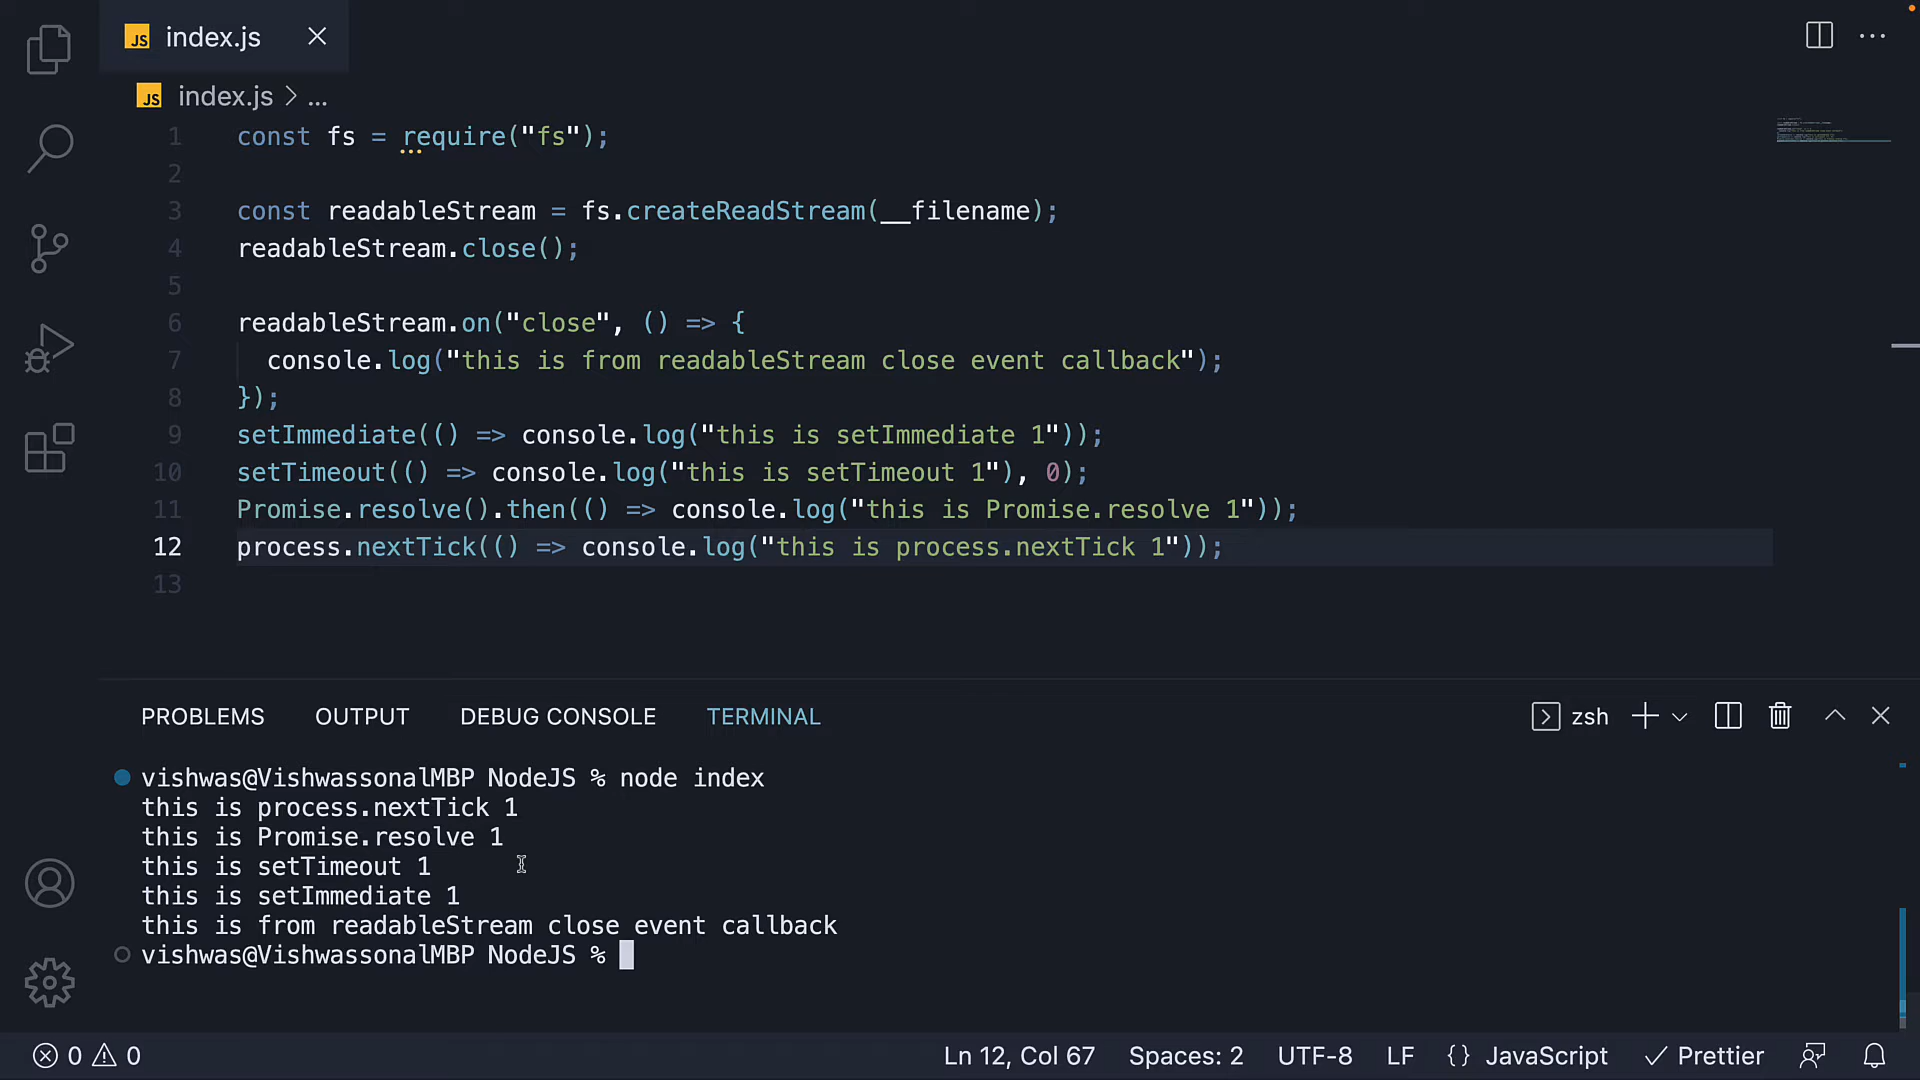 JS index.js
JS index.js > ...
1 const fs = require("fs");
2
3 const readableStream = fs.createReadStream(__filename);
4 readableStream.close();
5
6 readableStream.on("close", () => {
7 console.log("this is from readableStream close event callback");
8 });
9 setImmediate(() => console.log("this is setImmediate 1"));
10 setTimeout(() => console.log("this is setTimeout 1"), 0);
11 Promise.resolve().then(() => console.log("this is Promise.resolve 1"));
12 process.nextTick(() => console.log("this is process.nextTick 1"));
13
PROBLEMS OUTPUT DEBUG CONSOLE TERMINAL zsh
vishwas@VishwassonalMBP NodeJS % node index
this is process.nextTick 1
this is Promise.resolve 1
this is setTimeout 1
this is setImmediate 1
this is from readableStream close event callback
vishwas@VishwassonalMBP NodeJS %
0 0 Ln 12, Col 67 Spaces: 2 UTF-8 LF {} JavaScript Prettier